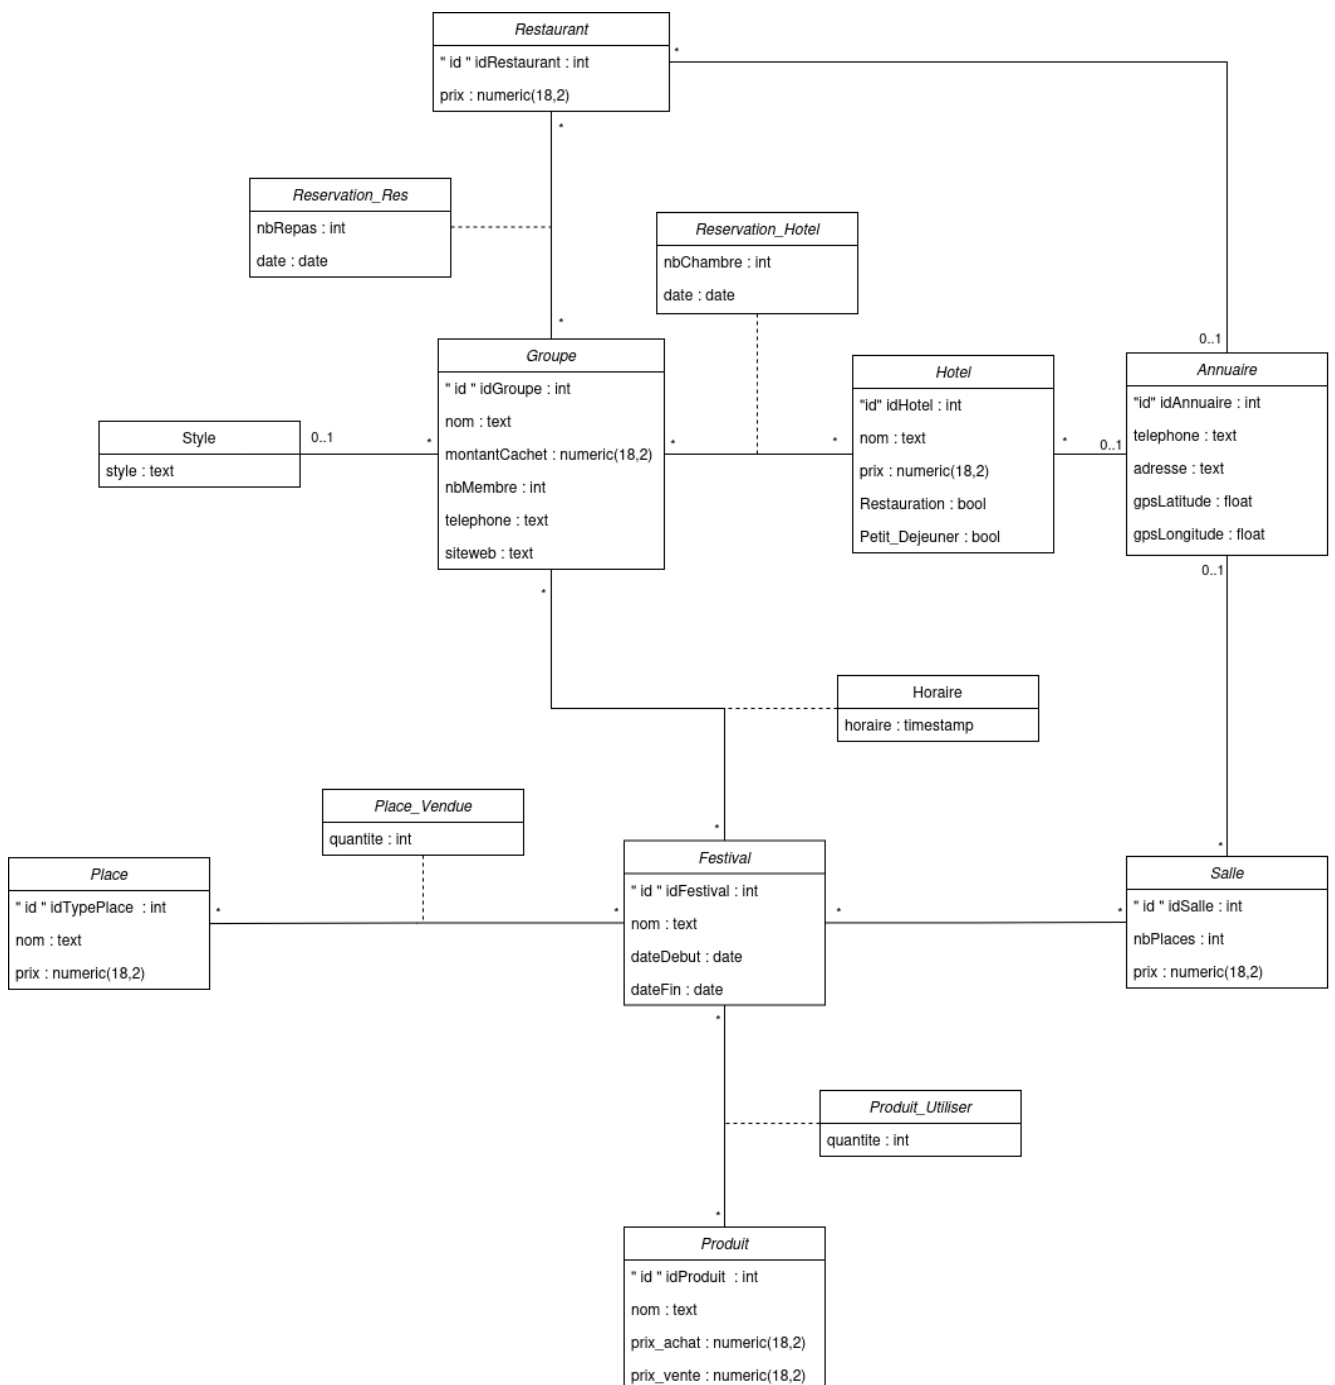 Restaurant
" id " idRestaurant : int
prix : numeric(18,2)
*
*
Reservation_Res
nbRepas : int
date : date
Reservation_Hotel
nbChambre : int
date : date
*
0..1
Groupe
" id " idGroupe : int
nom : text
montantCachet : numeric(18,2)
nbMembre : int
telephone : text
siteweb : text
Hotel
"id" idHotel : int
nom : text
prix : numeric(18,2)
Restauration : bool
Petit_Dejeuner : bool
Annuaire
"id" idAnnuaire : int
telephone : text
adresse : text
gpsLatitude : float
gpsLongitude : float
Style
style : text
0..1
*
*
*
*
0..1
*
0..1
Horaire
horaire : timestamp
Place_Vendue
quantite : int
*
*
Place
" id " idTypePlace : int
nom : text
prix : numeric(18,2)
*
*
Festival
" id " idFestival : int
nom : text
dateDebut : date
dateFin : date
*
*
Salle
" id " idSalle : int
nbPlaces : int
prix : numeric(18,2)
*
Produit_Utiliser
quantite : int
*
Produit
" id " idProduit : int
nom : text
prix_achat : numeric(18,2)
prix_vente : numeric(18,2)